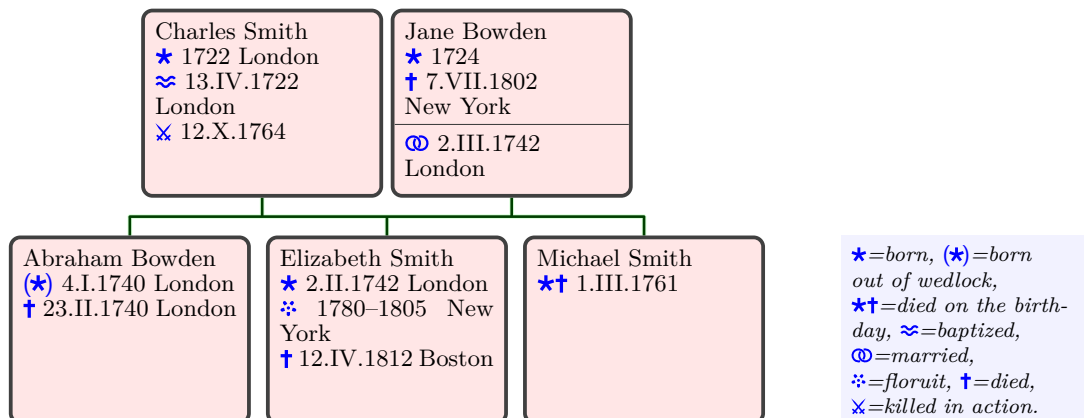 Charles Smith
* 1722 London
≈ 13.IV.1722
London
⚔ 12.X.1764
Jane Bowden
* 1724
† 7.VII.1802
New York
⚭ 2.III.1742
London
Abraham Bowden
(*) 4.I.1740 London
† 23.II.1740 London
Elizabeth Smith
* 2.II.1742 London
⁘ 1780–1805 New
York
† 12.IV.1812 Boston
Michael Smith
*† 1.III.1761
*=born, (*)=born
out of wedlock,
*†=died on the birth-
day, ≈=baptized,
⚭=married,
⁘=floruit, †=died,
⚔=killed in action.